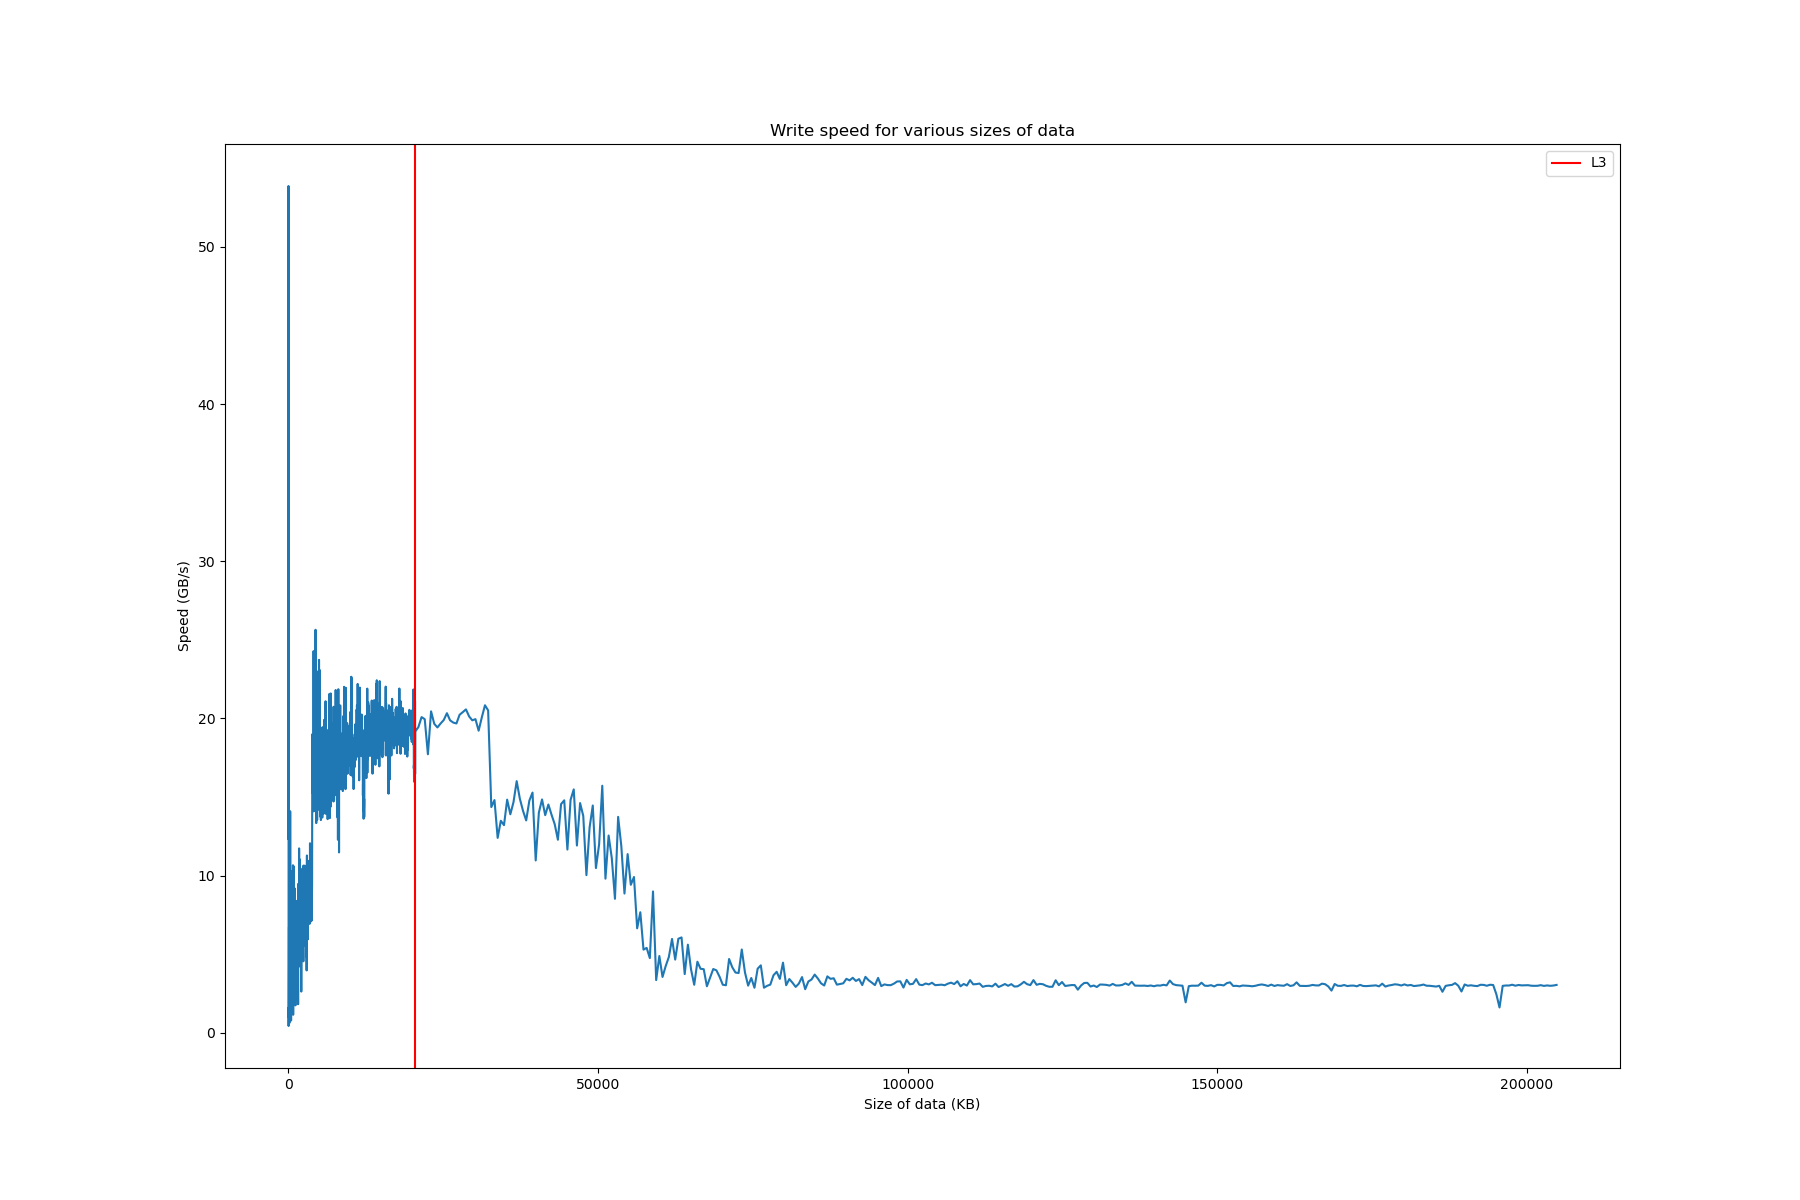 Write speed for various sizes of data
L3
Speed (GB/s)
50
40
30
20
10
0
0 50000 100000 150000 200000
Size of data (KB)